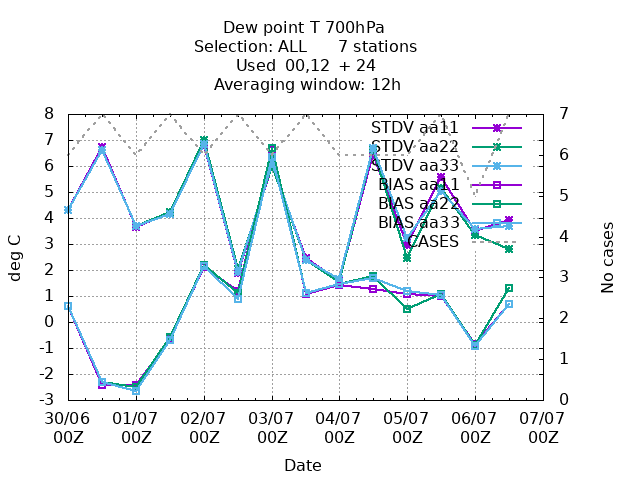 Dew point T 700hPa
Selection: ALL 7 stations
Used 00,12 + 24
Averaging window: 12h
STDV aa11
STDV aa22
STDV aa33
BIAS aa11
BIAS aa22
BIAS aa33
CASES
deg C
8
7
6
5
4
3
2
1
0
-1
-2
-3
No cases
7
6
5
4
3
2
1
0
30/06 01/07 02/07 03/07 04/07 05/07 06/07 07/07
00Z 00Z 00Z 00Z 00Z 00Z 00Z 00Z
Date